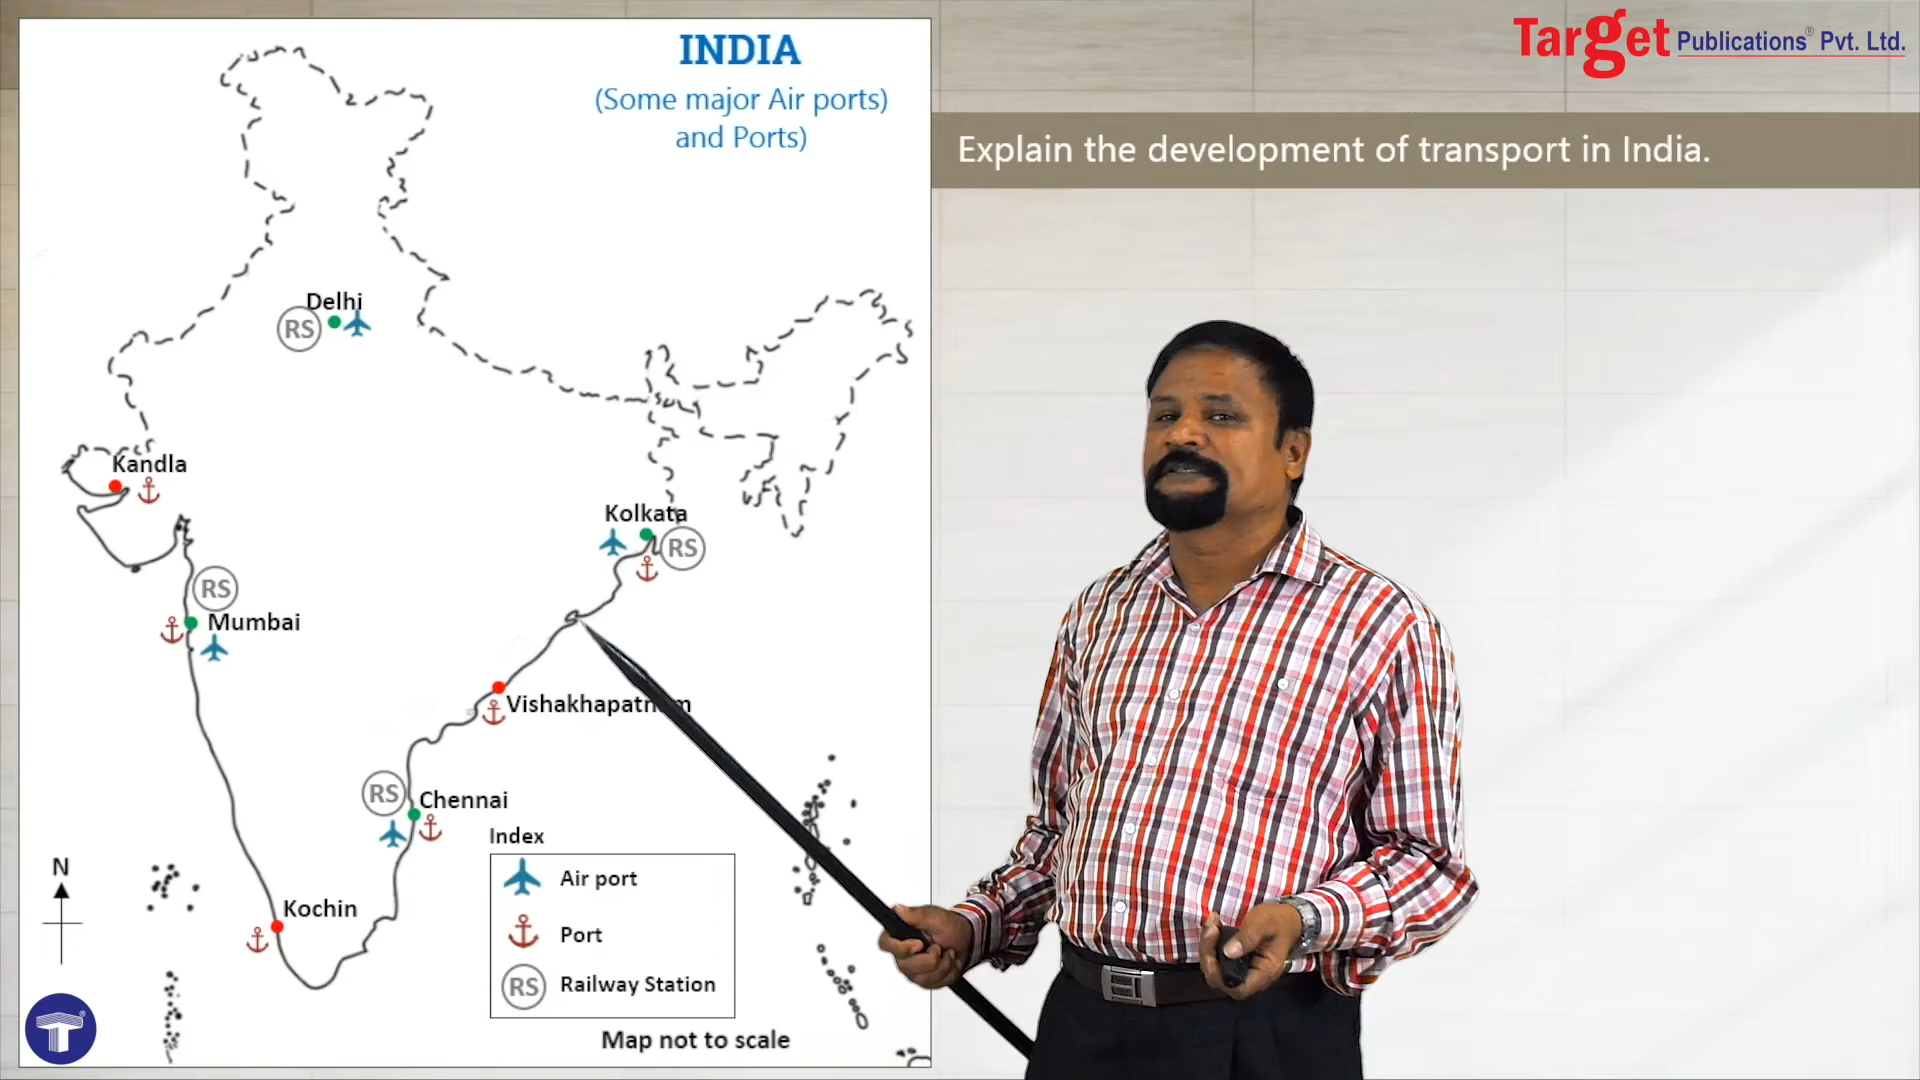 INDIA
(Some major Air ports)
and Ports)
Target Publications® Pvt. Ltd.
Explain the development of transport in India.
Delhi
RS
Kandla
Kolkata
RS
RS
Mumbai
Vishakhapatnam
RS
Chennai
Index
Air port
Port
RS Railway Station
N
Kochin
Map not to scale
T®